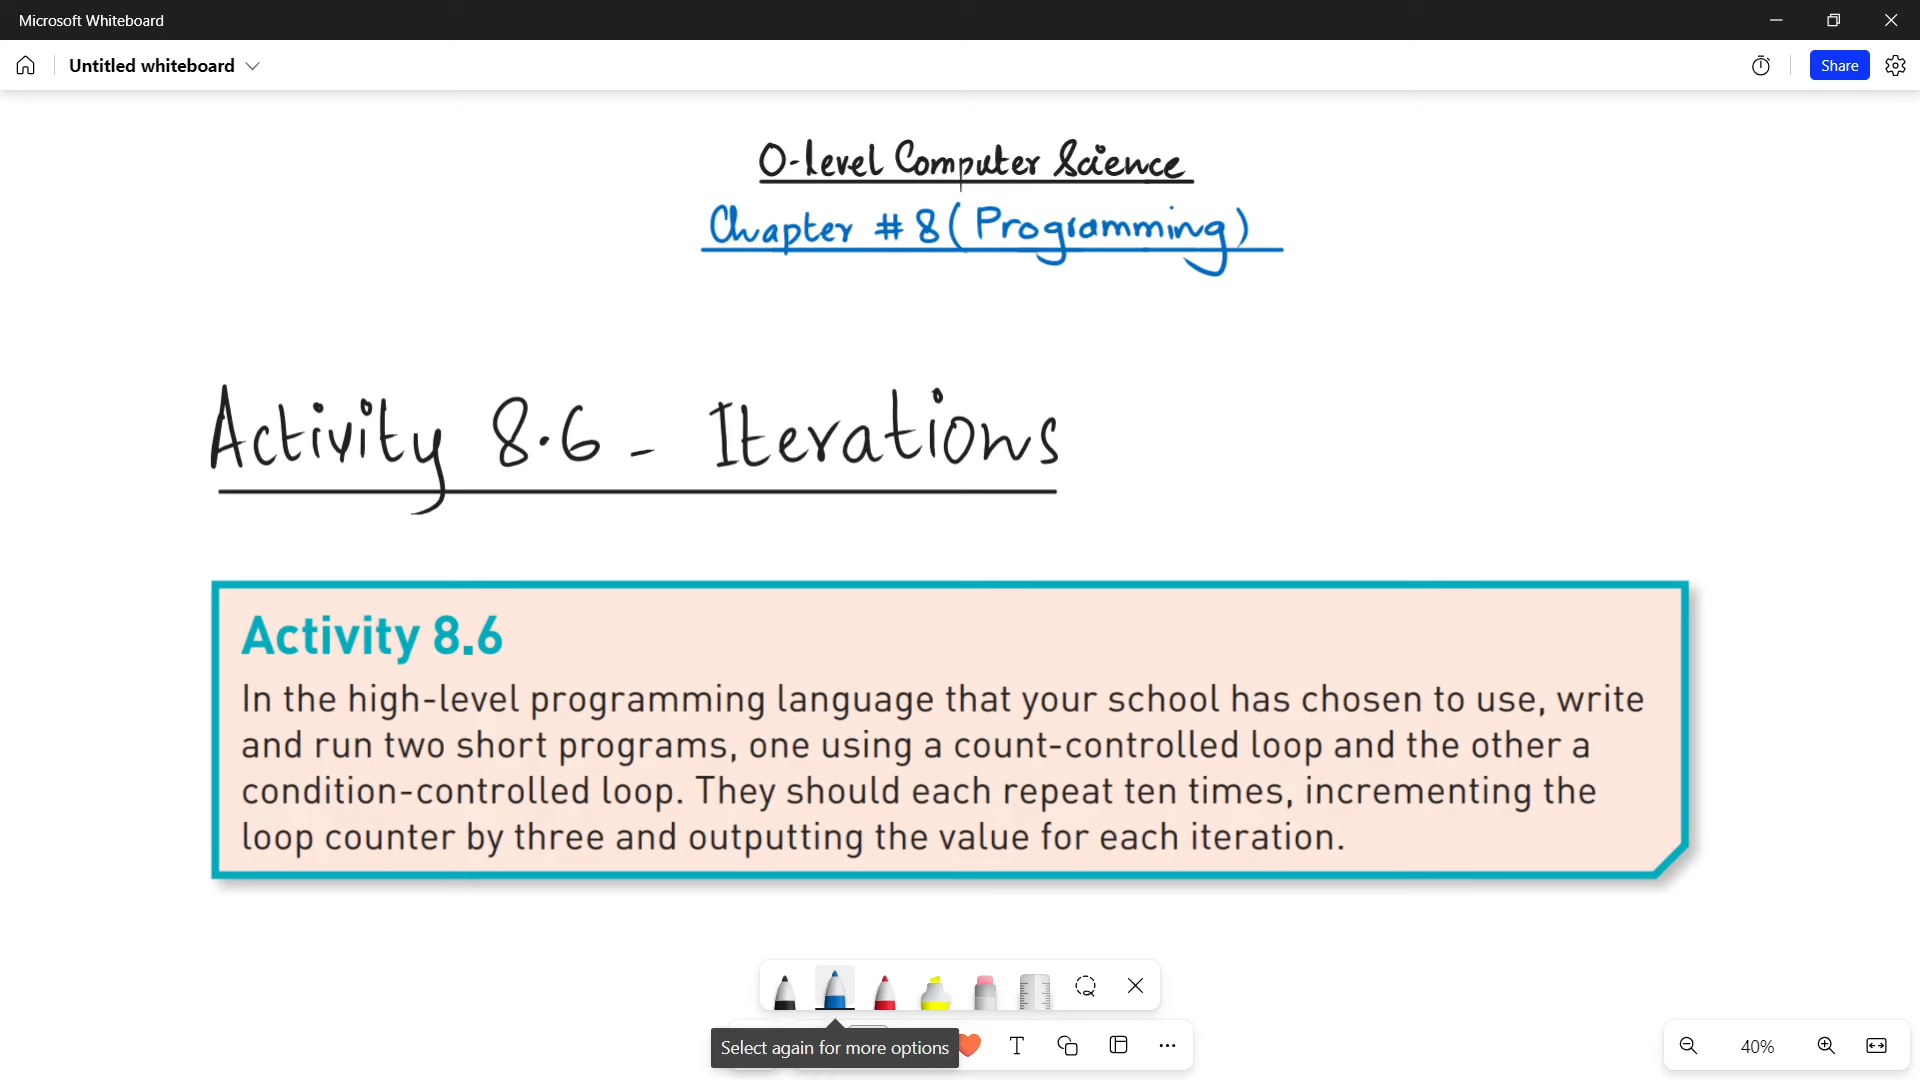 Microsoft Whiteboard
Untitled whiteboard
Share
O-level Computer Science
Chapter #8 (Programming)
Activity 8.6 - Iterations
Activity 8.6
In the high-level programming language that your school has chosen to use, write
and run two short programs, one using a count-controlled loop and the other a
condition-controlled loop. They should each repeat ten times, incrementing the
loop counter by three and outputting the value for each iteration.
Select again for more options
T
40%